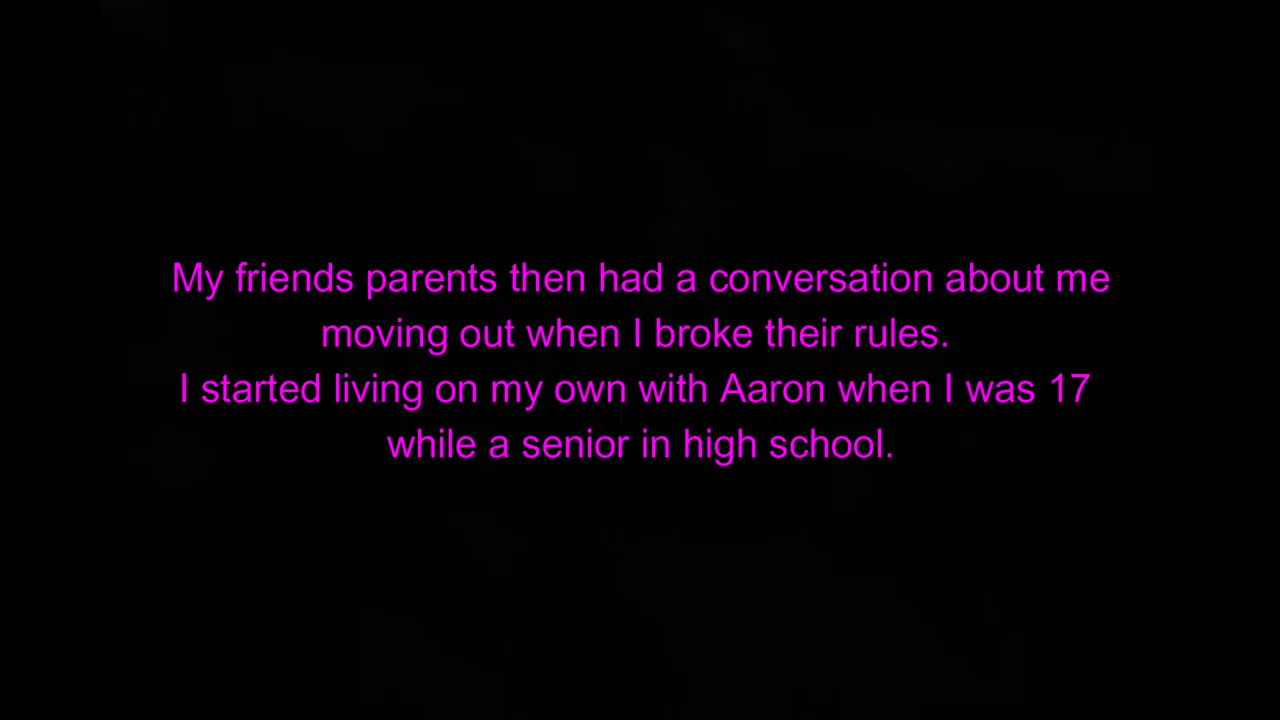 My friends parents then had a conversation about me
moving out when I broke their rules.
I started living on my own with Aaron when I was 17
while a senior in high school.